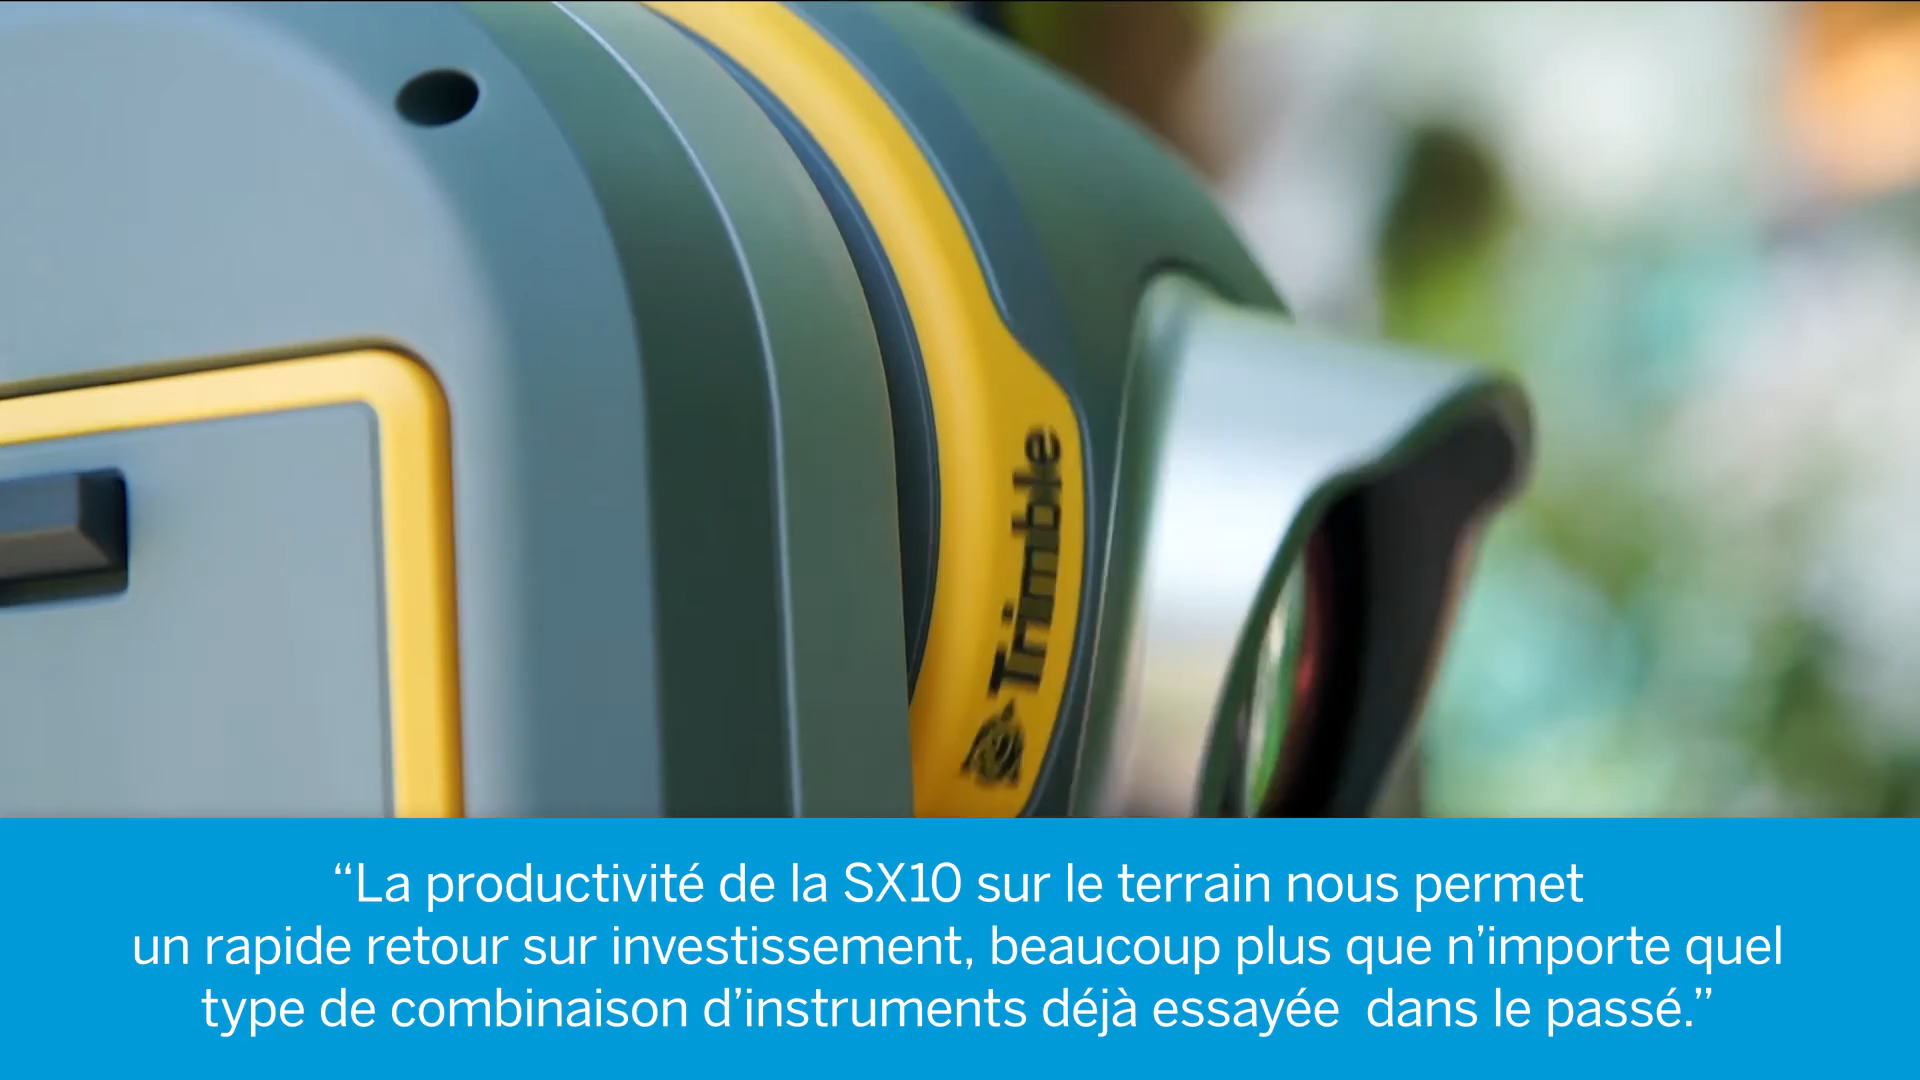 Trimble
“La productivité de la SX10 sur le terrain nous permet
un rapide retour sur investissement, beaucoup plus que n’importe quel
type de combinaison d’instruments déjà essayée  dans le passé.”